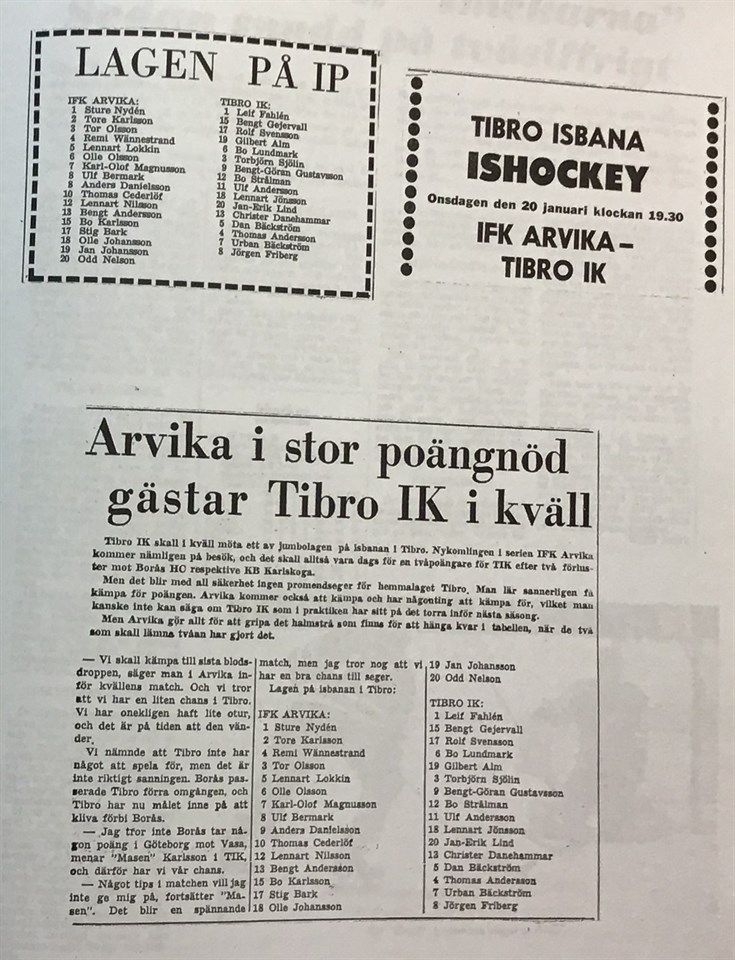 LAGEN PÅ IP
IFK ARVIKA:
1 Sture Nydén
2 Tore Karlsson
3 Tor Olsson
4 Remi Wännestrand
5 Lennart Lokkin
6 Olle Olsson
7 Karl-Olof Magnusson
8 Ulf Bermark
8 Anders Danielsson
10 Thomas Cederlöf
12 Lennart Nilsson
13 Bengt Andersson
15 Bo Karlsson
17 Stig Bark
18 Olle Johansson
19 Jan Johansson
20 Odd Nelson
TIBRO IK:
1 Leif Fahlén
15 Bengt Gejervall
17 Rolf Svensson
19 Gilbert Alm
6 Bo Lundmark
3 Torbjörn Sjölin
9 Bengt-Göran Gustavsson
12 Bo Strålman
11 Ulf Andersson
18 Lennart Jönsson
20 Jan-Erik Lind
13 Christer Danehammar
5 Dan Bäckström
4 Thomas Andersson
7 Urban Bäckström
8 Jörgen Friberg
TIBRO ISBANA
ISHOCKEY
Onsdagen den 20 januari klockan 19.30
IFK ARVIKA–
TIBRO IK
Arvika i stor poängnöd
gästar Tibro IK i kväll
Tibro IK skall i kväll möta ett av jumbolagen på isbanan i Tibro. Nykomlingen i serien IFK Arvika
kommer nämligen på besök, och det skall alltså vara dags för en tvåpoängare för TIK efter två förlus-
ter mot Borås HC respektive KB Karlskoga.
Men det blir med all säkerhet ingen promendseger för hemmalaget Tibro. Man lär sannerligen få
kämpa för poängen. Arvika kommer också att kämpa och har någonting att kämpa för, vilket man
kanske inte kan säga om Tibro IK som i praktiken har sitt på det torra inför nästa säsong.
Men Arvika gör allt för att gripa det halmstrå som finns för att hänga kvar i tabellen, när de två
som skall lämna tvåan har gjort det.
— Vi skall kämpa till sista blods-
droppen, säger man i Arvika in-
för kvällens match. Och vi tror
att vi har en liten chans i Tibro.
Vi har onekligen haft lite otur,
och det är på tiden att den vän-
der.
Vi nämnde att Tibro inte har
något att spela för, men det är
inte riktigt sanningen. Borås pas-
serade Tibro förra omgången, och
Tibro har nu målet inne på att
kliva förbi Borås.
— Jag tror inte Borås tar nå-
gon poäng i Göteborg mot Vasa,
menar "Masen" Karlsson i TIK,
och därför har vi vår chans.
— Något tips i matchen vill jag
inte ge mig på, fortsätter "Ma-
sen". Det blir en spännande
match, men jag tror nog att vi
har en bra chans till seger.
Lagen på isbanan i Tibro:
IFK ARVIKA:
1 Sture Nydén
2 Tore Karlsson
4 Remi Wännestrand
3 Tor Olsson
5 Lennart Lokkin
6 Olle Olsson
7 Karl-Olof Magnusson
8 Ulf Bermark
9 Anders Danielsson
10 Thomas Cederlöf
12 Lennart Nilsson
13 Bengt Andersson
15 Bo Karlsson
17 Stig Bark
18 Olle Johansson
19 Jan Johansson
20 Odd Nelson
TIBRO IK:
1 Leif Fahlén
15 Bengt Gejervall
17 Rolf Svensson
6 Bo Lundmark
19 Gilbert Alm
3 Torbjörn Sjölin
9 Bengt-Göran Gustavsson
12 Bo Strålman
11 Ulf Andersson
18 Lennart Jönsson
20 Jan-Erik Lind
13 Christer Danehammar
5 Dan Bäckström
4 Thomas Andersson
7 Urban Bäckström
8 Jörgen Friberg